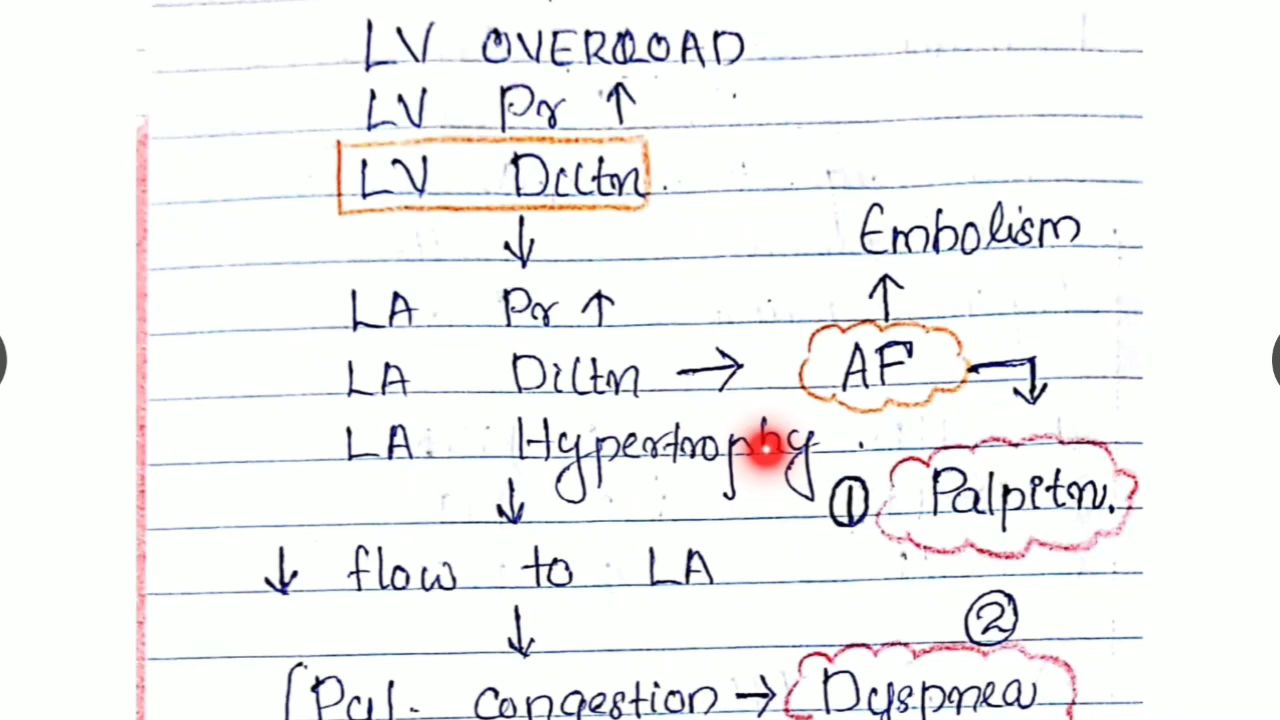 LV OVERLOAD
LV Pr ↑
LV Diltn
↓
Embolism
↑
LA Pr ↑
LA Diltn → AF
LA Hypertrophy
↓
① Palpitn.
↓ flow to LA
↓
②
(Pul. congestion → Dyspnea